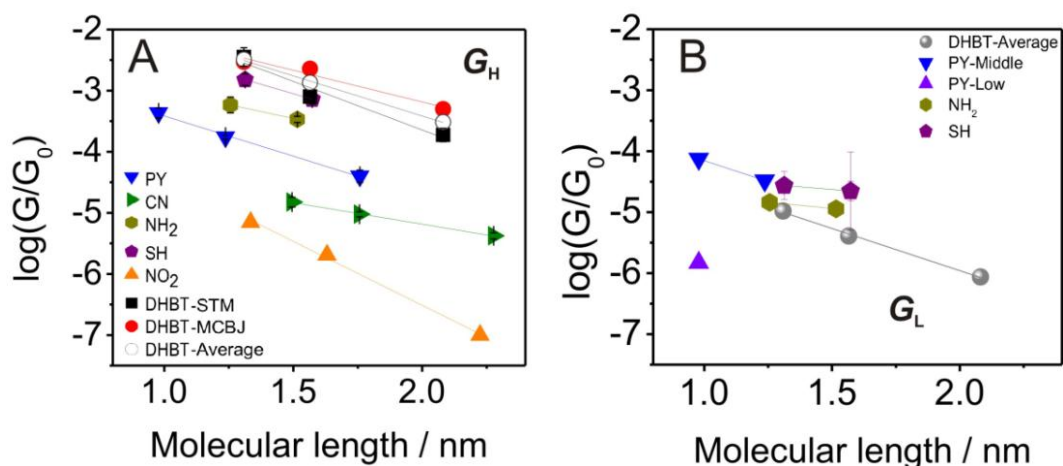 A
G_H
log(G/G₀)
-2
-3
-4
-5
-6
-7
PY
CN
NH₂
SH
NO₂
DHBT-STM
DHBT-MCBJ
DHBT-Average
1.0
1.5
2.0
Molecular length / nm
B
DHBT-Average
PY-Middle
PY-Low
NH₂
SH
log(G/G₀)
-2
-3
-4
-5
-6
-7
G_L
1.0
1.5
2.0
Molecular length / nm